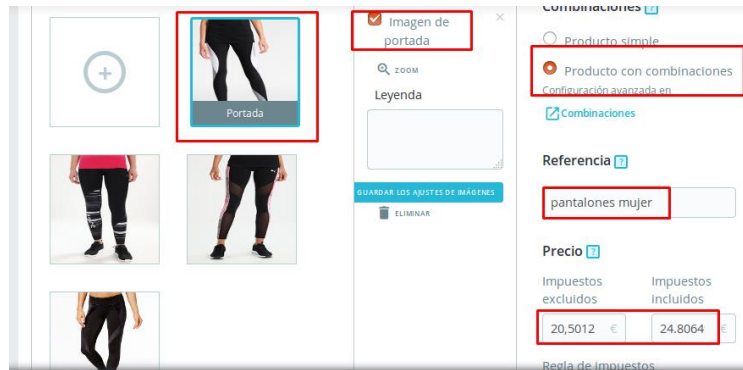 Portada
Imagen de
portada
ZOOM
Leyenda
GUARDAR LOS AJUSTES DE IMÁGENES
ELIMINAR
Combinaciones ?
Producto simple
Producto con combinaciones
Configuración avanzada en
Combinaciones
Referencia ?
pantalones mujer
Precio ?
Impuestos excluidos
Impuestos incluidos
20,5012 €
24.8064 €
Regla de impuestos